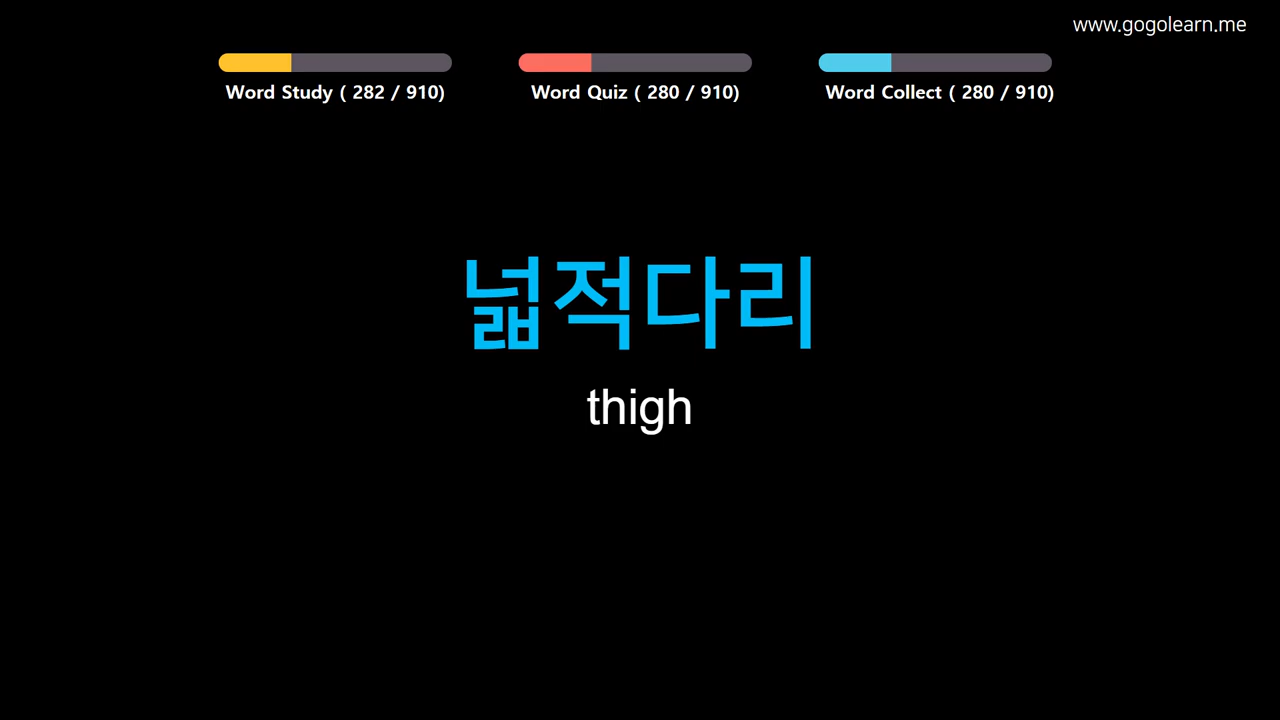 www.gogolearn.me
Word Study ( 282 / 910)
Word Quiz ( 280 / 910)
Word Collect ( 280 / 910)
넓적다리
thigh